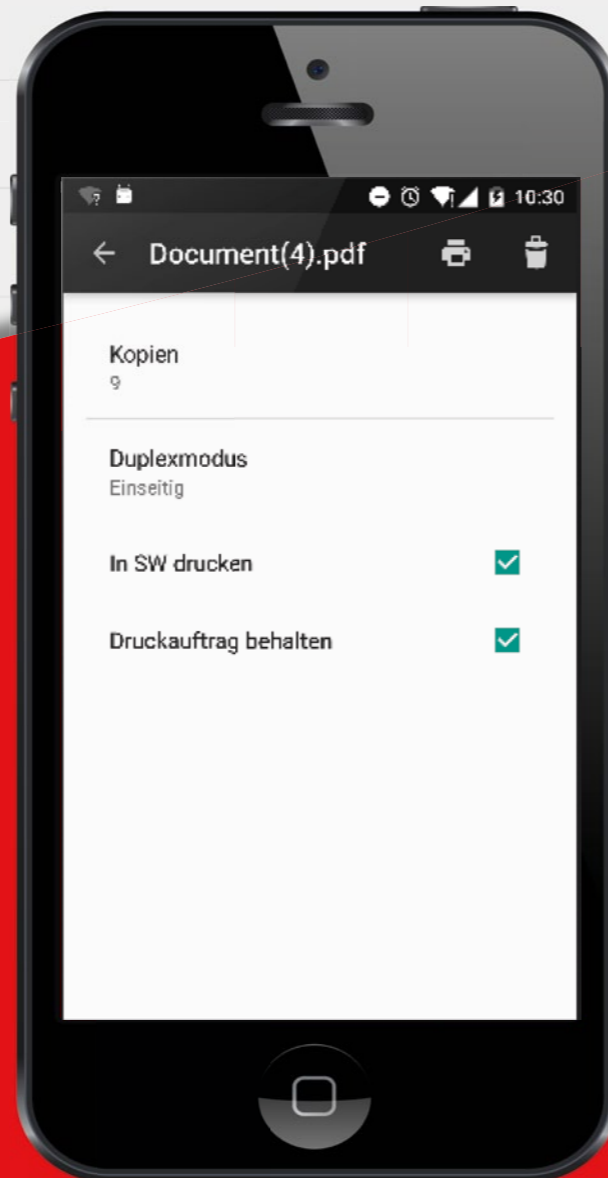 10:30
Document(4).pdf
Kopien
9
Duplexmodus
Einseitig
In SW drucken
Druckauftrag behalten